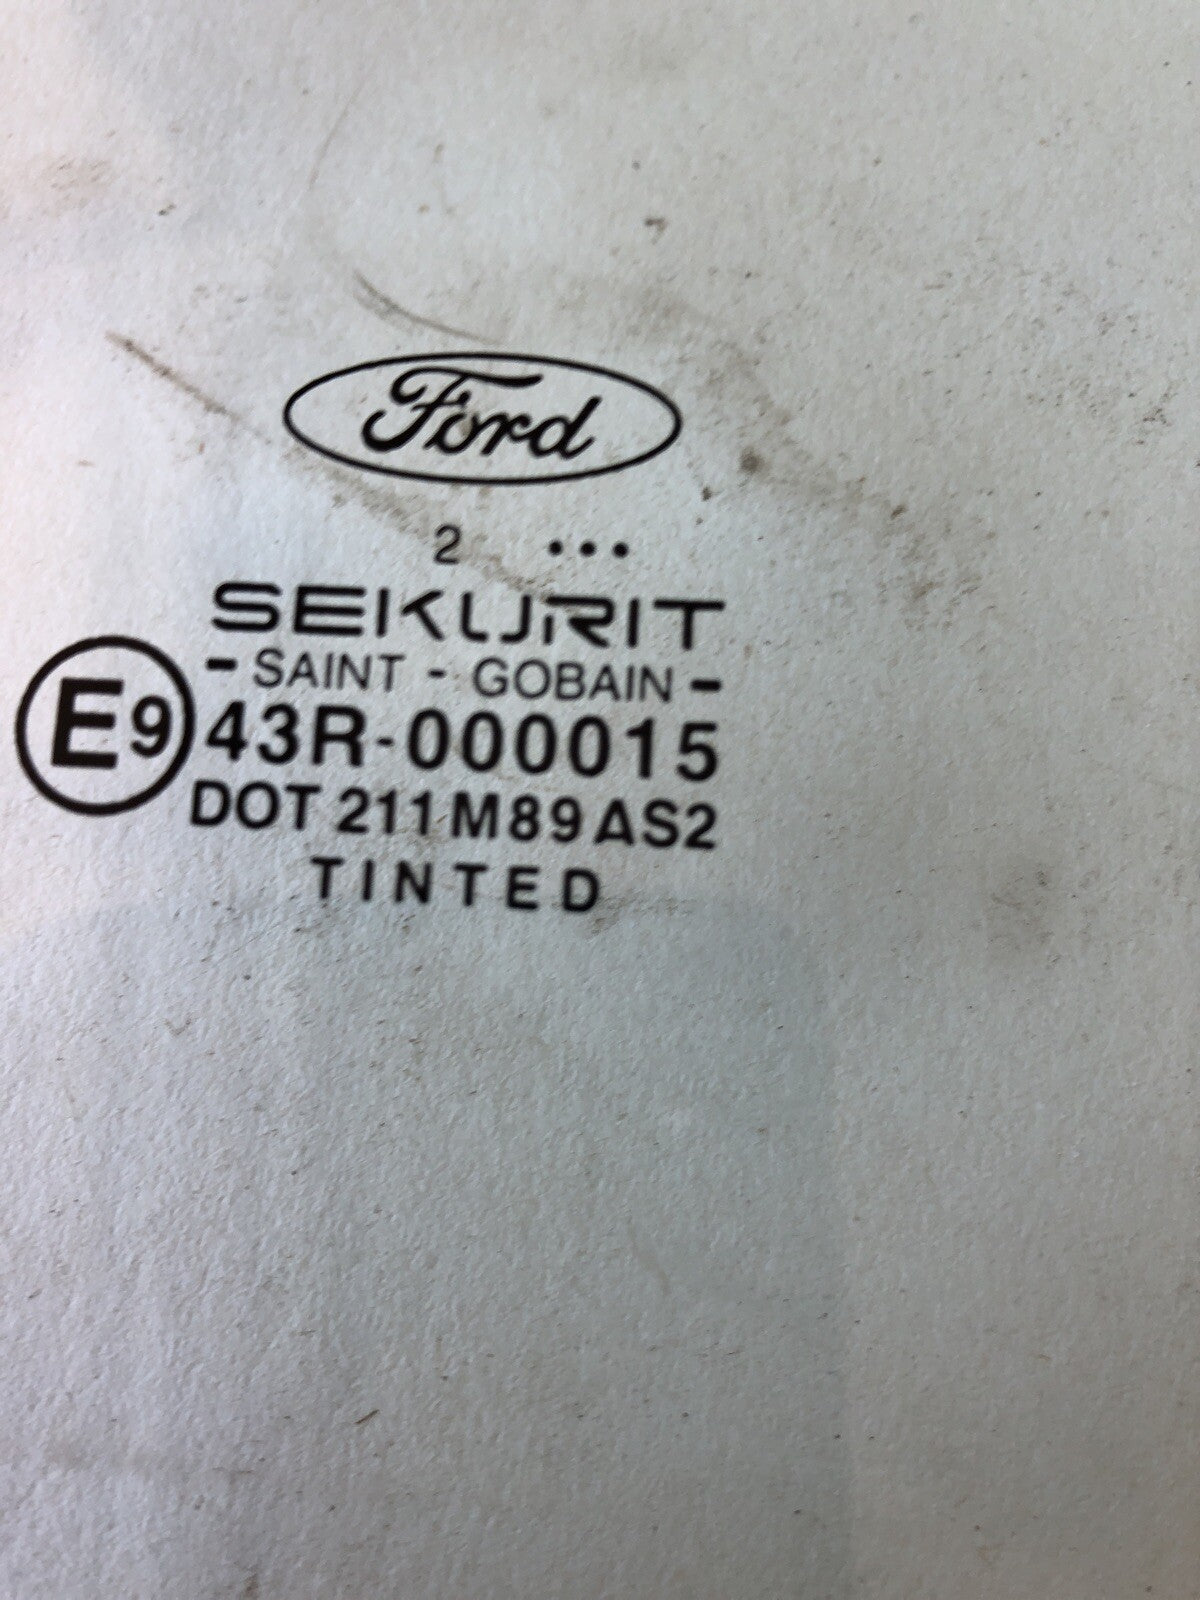 Ford
2 •••
SEKURIT
- SAINT - GOBAIN -
E9 43R-000015
DOT 211 M89 AS2
TINTED